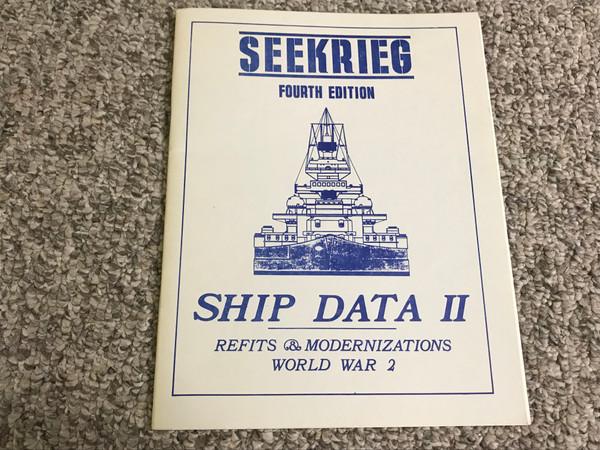 SEEKRIEG
FOURTH EDITION
SHIP DATA II
REFITS & MODERNIZATIONS
WORLD WAR 2